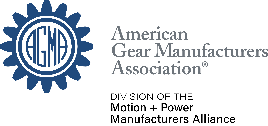 AGMA
American
Gear Manufacturers
Association®
DIVISION OF THE
Motion + Power
Manufacturers Alliance